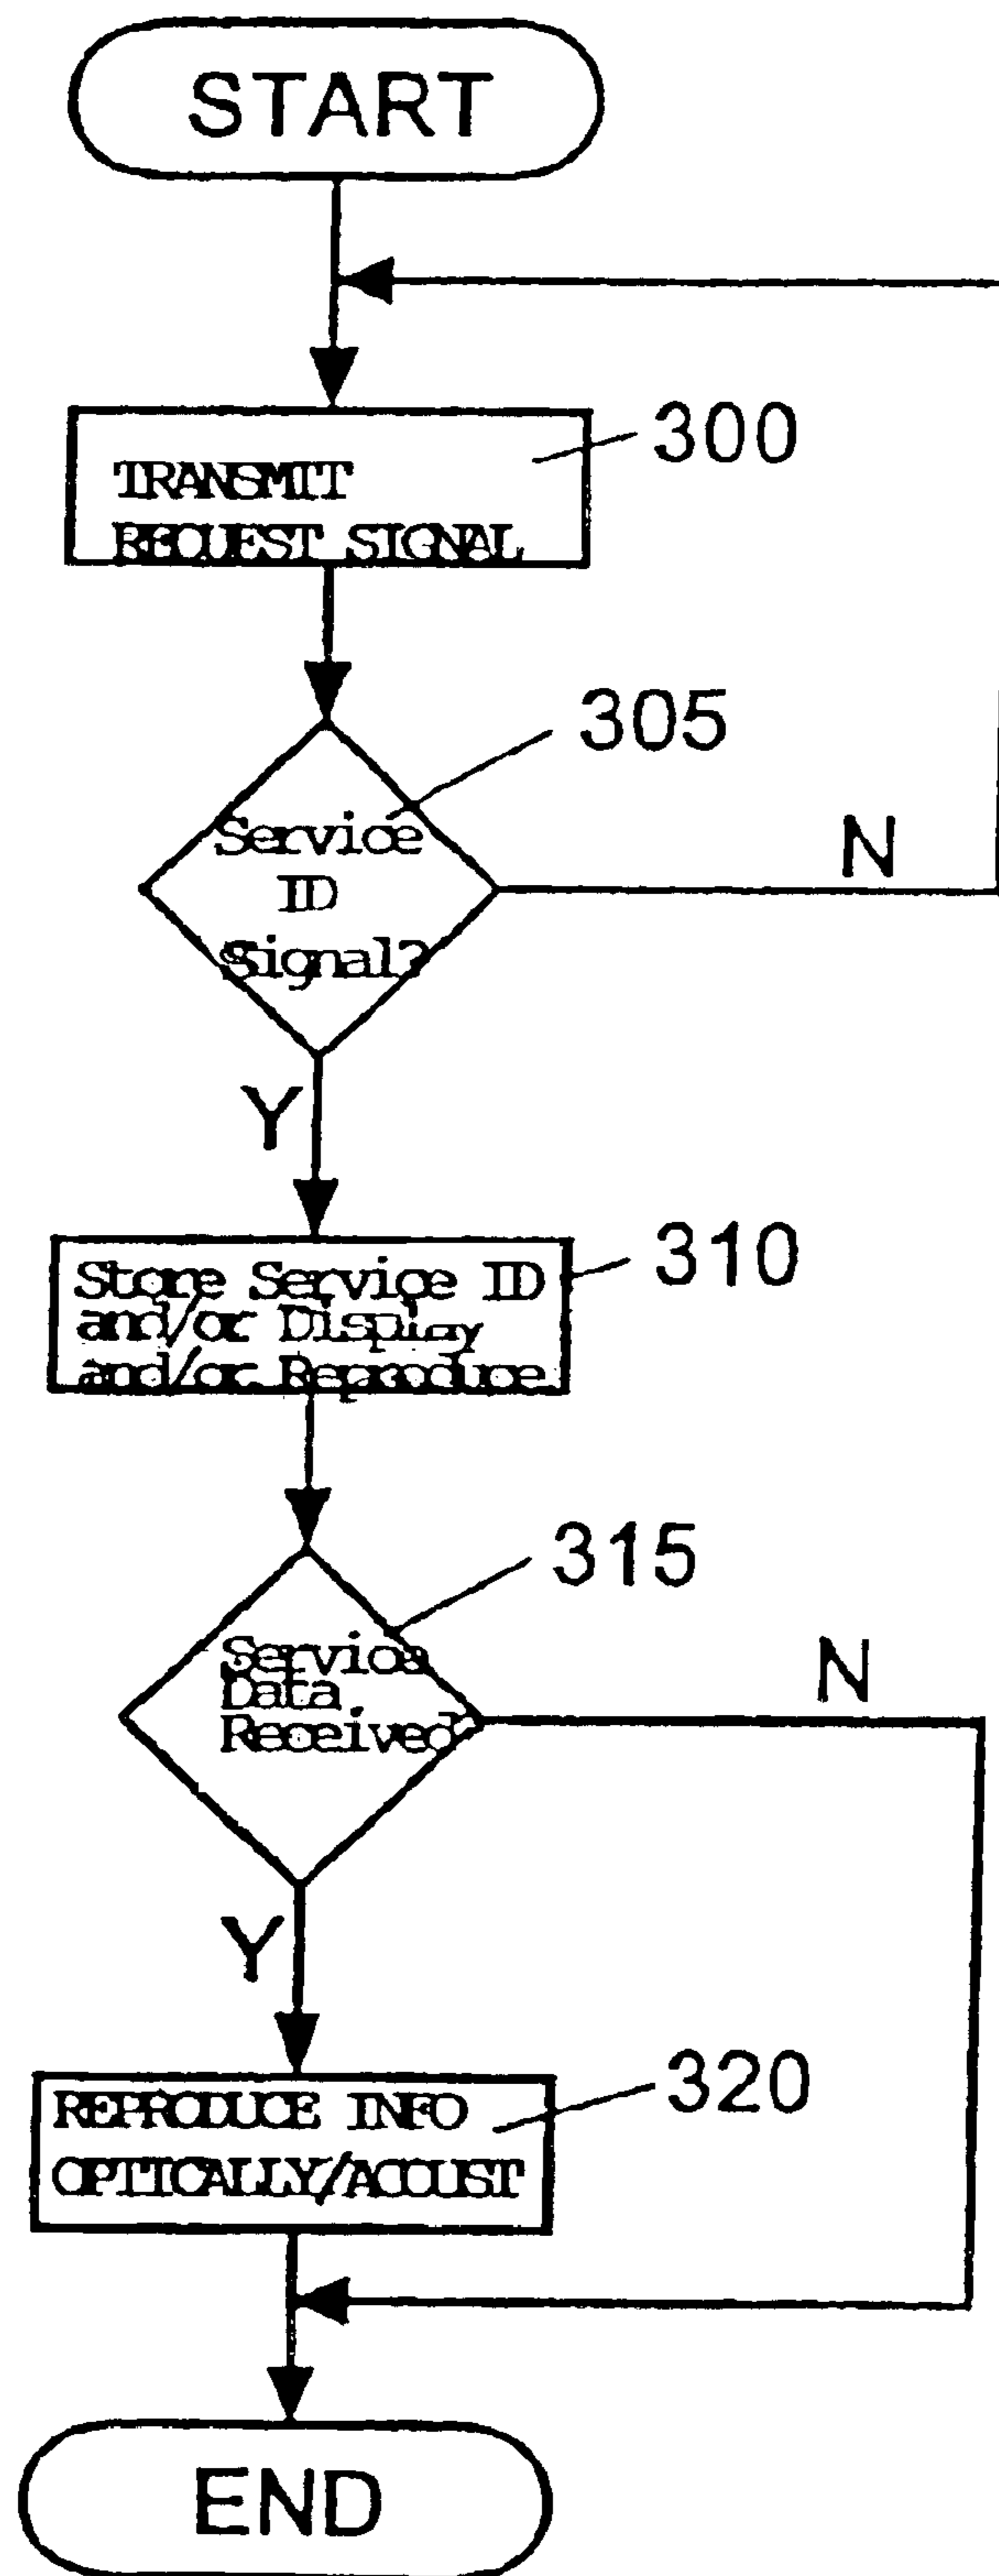 START
300
TRANSMITT
REQUEST SIGNAL
305
Service
ID
Signal?
N
Y
310
Store Service ID
and/or Display
and/or Reproduce
315
Service
Data
Received
N
Y
320
REPRODUCE INFO
OPTICALLY/ACOUST
END